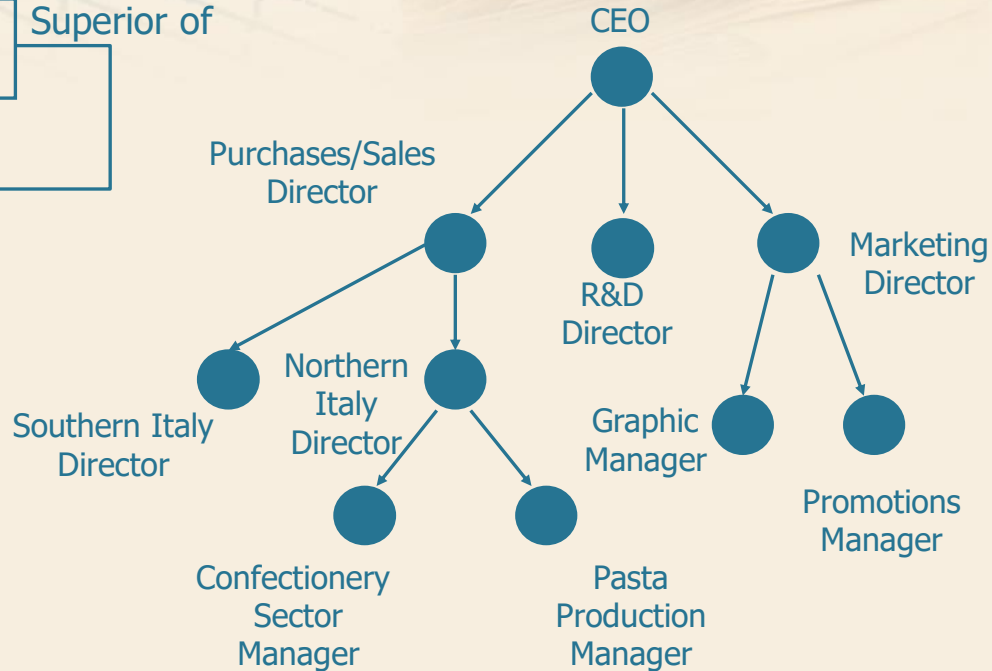 Superior of
CEO
Purchases/Sales
Director
Marketing
Director
R&D
Director
Northern
Italy
Director
Southern Italy
Director
Graphic
Manager
Promotions
Manager
Confectionery
Sector
Manager
Pasta
Production
Manager